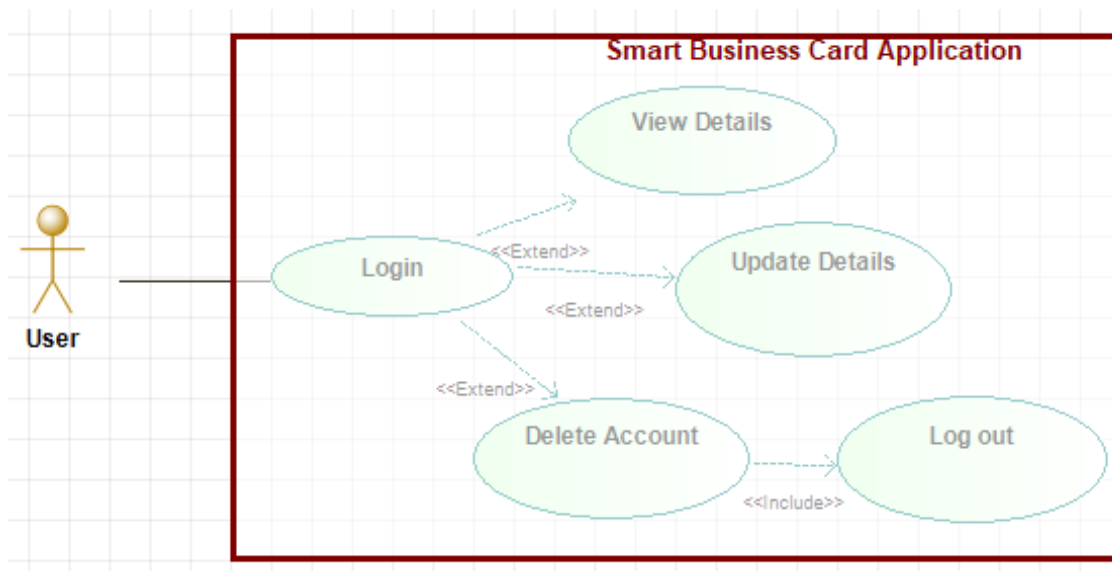 Smart Business Card Application
View Details
<<Extend>>
Login
Update Details
<<Extend>>
User
<<Extend>>
Delete Account
Log out
<<Include>>